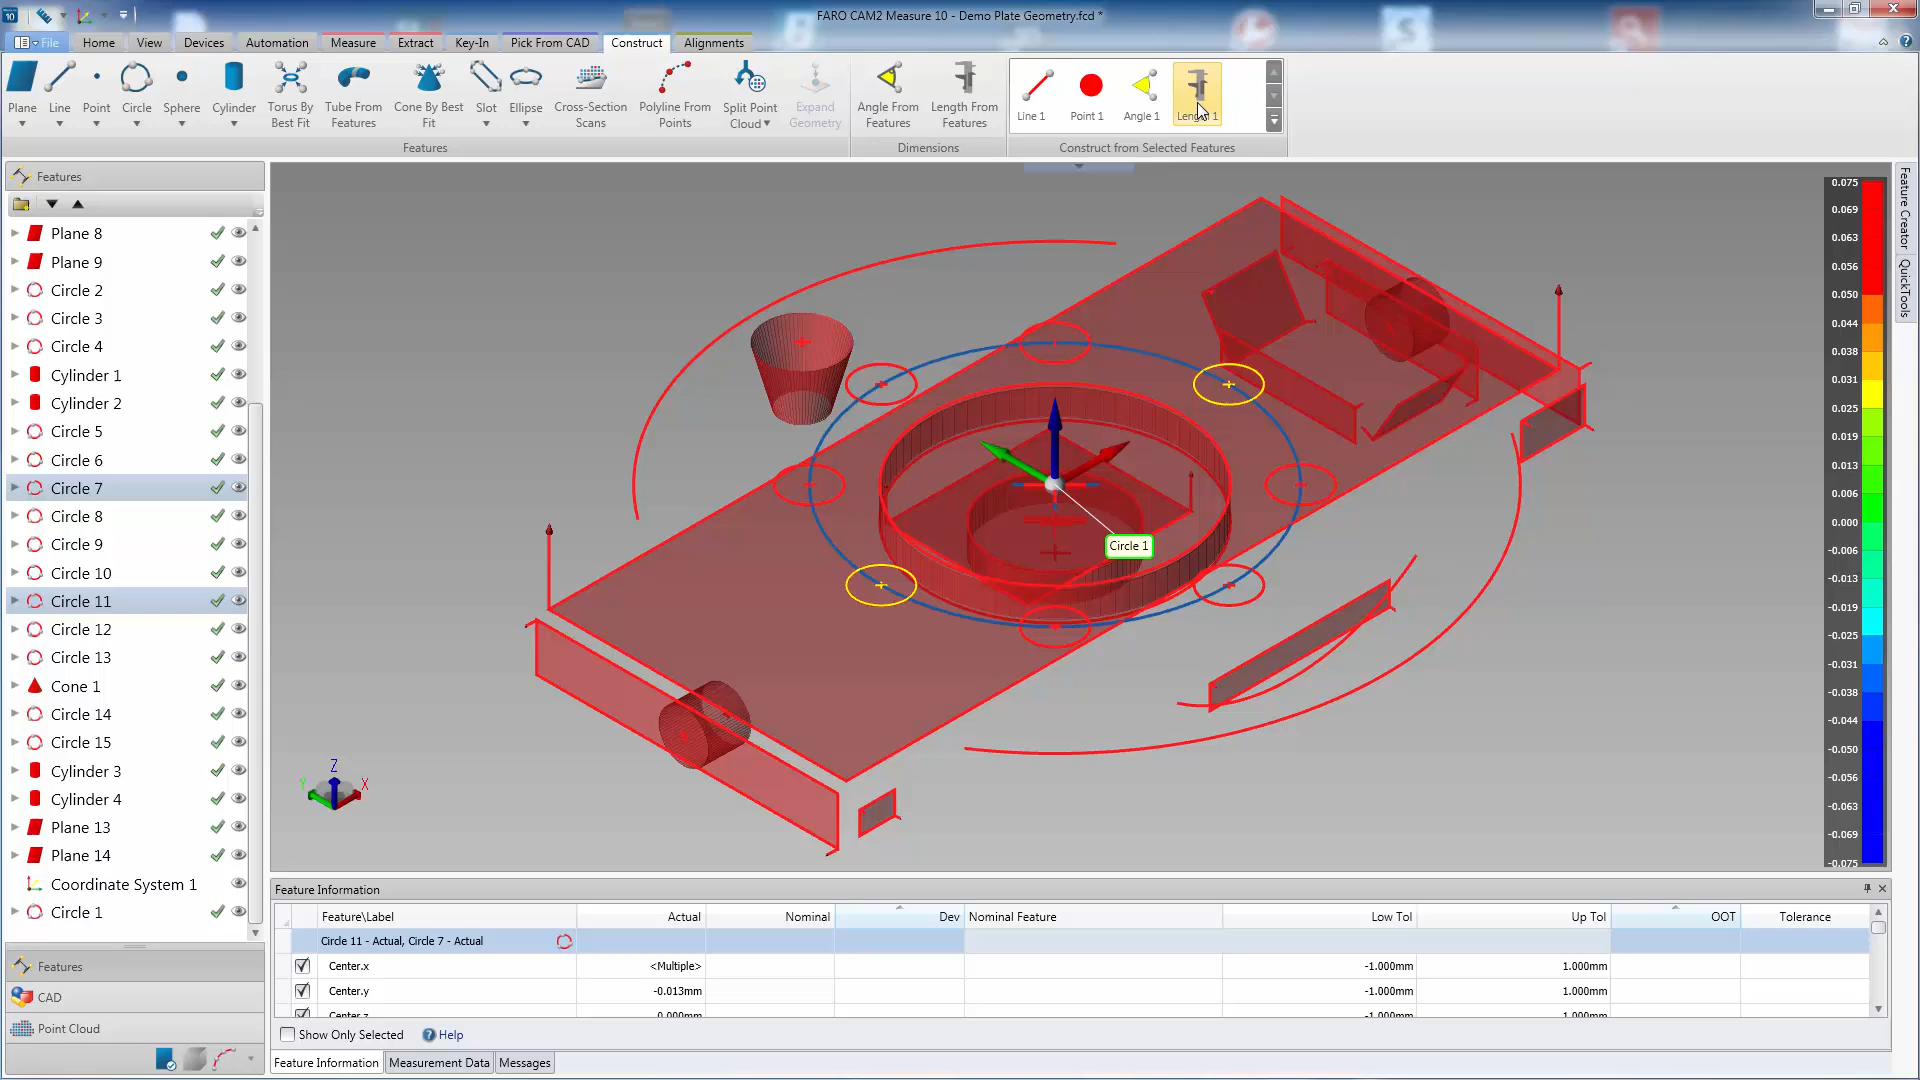 10
FARO CAM2 Measure 10 - Demo Plate Geometry.fcd *
File Home View Devices Automation Measure Extract Key-In Pick From CAD Construct Alignments
Plane Line Point Circle Sphere Cylinder Torus By Best Fit Tube From Features Cone By Best Fit Slot Ellipse Cross-Section Scans Polyline From Points Split Point Cloud Expand Geometry Angle From Features Length From Features Line 1 Point 1 Angle 1 Length 1
Features Dimensions Construct from Selected Features
Features
Plane 8
Plane 9
Circle 2
Circle 3
Circle 4
Cylinder 1
Cylinder 2
Circle 5
Circle 6
Circle 7
Circle 8
Circle 9
Circle 10
Circle 11
Circle 12
Circle 13
Cone 1
Circle 14
Circle 15
Cylinder 3
Cylinder 4
Plane 13
Plane 14
Coordinate System 1
Circle 1
Features
CAD
Point Cloud
Circle 1
Z
Y
X
0.075
0.069
0.063
0.056
0.050
0.044
0.038
0.031
0.025
0.019
0.013
0.006
0.000
-0.006
-0.013
-0.019
-0.025
-0.031
-0.038
-0.044
-0.050
-0.056
-0.063
-0.069
-0.075
Feature Creator
QuickTools
Feature Information
Feature\Label Actual Nominal Dev Nominal Feature Low Tol Up Tol OOT Tolerance
Circle 11 - Actual, Circle 7 - Actual
Center.x <Multiple> -1.000mm 1.000mm
Center.y -0.013mm -1.000mm 1.000mm
Center.z 0.000mm -1.000mm 1.000mm
Show Only Selected Help
Feature Information Measurement Data Messages